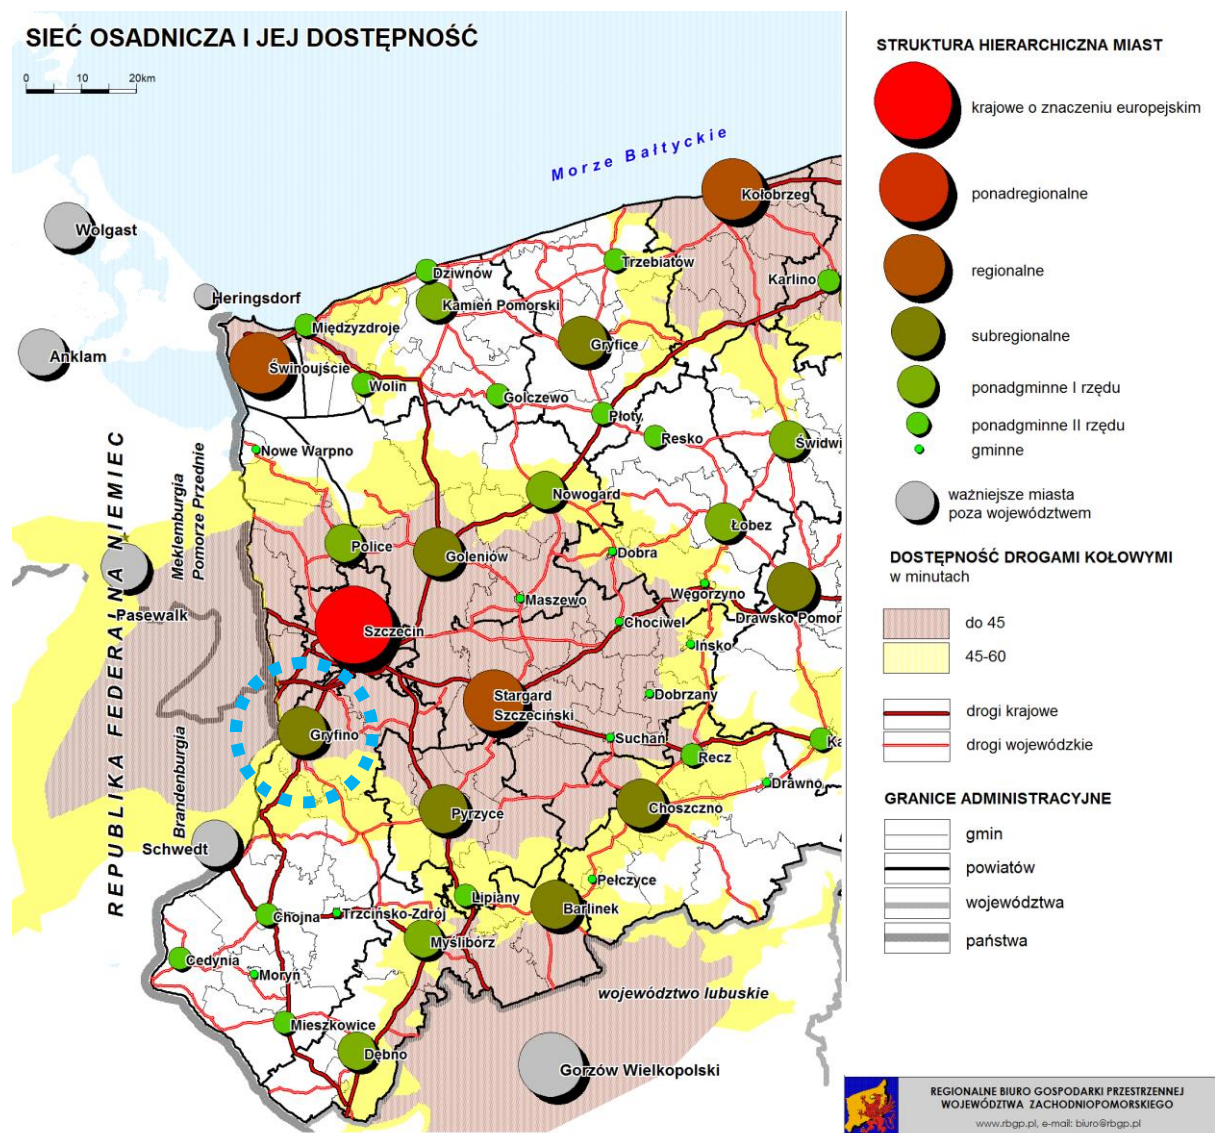 SIEĆ OSADNICZA I JEJ DOSTĘPNOŚĆ
0 10 20km
Morze Bałtyckie
Kołobrzeg
Wolgast
Trzebiatów
Dziwnów
Karlino
Heringsdorf
Kamień Pomorski
Międzyzdroje
Gryfice
Anklam
Świnoujście
Wolin
Golczewo
Płoty
Resko
Świdwi
Nowe Warpno
REPUBLIKA FEDERALNA NIEMIEC
Meklemburgia
Pomorze Przednie
Nowogard
Łobez
Police
Goleniów
Dobra
Pasewalk
Maszewo
Węgorzyno
Drawsko Pomor
Chociwel
Szczecin
Ińsko
Stargard
Szczeciński
Dobrzany
Gryfino
Suchań
Recz
Ka
Brandenburgia
Drawno
Choszczno
Pyrzyce
Schwedt
Pełczyce
Lipiany
Barlinek
Chojna
Trzcińsko-Zdrój
Myślibórz
Cedynia
Moryń
województwo lubuskie
Mieszkowice
Dębno
Gorzów Wielkopolski
STRUKTURA HIERARCHICZNA MIAST
krajowe o znaczeniu europejskim
ponadregionalne
regionalne
subregionalne
ponadgminne I rzędu
ponadgminne II rzędu
gminne
ważniejsze miasta
poza województwem
DOSTĘPNOŚĆ DROGAMI KOŁOWYMI
w minutach
do 45
45-60
drogi krajowe
drogi wojewódzkie
GRANICE ADMINISTRACYJNE
gmin
powiatów
województwa
państwa
REGIONALNE BIURO GOSPODARKI PRZESTRZENNEJ
WOJEWÓDZTWA ZACHODNIOPOMORSKIEGO
www.rbgp.pl, e-mail: biuro@rbgp.pl